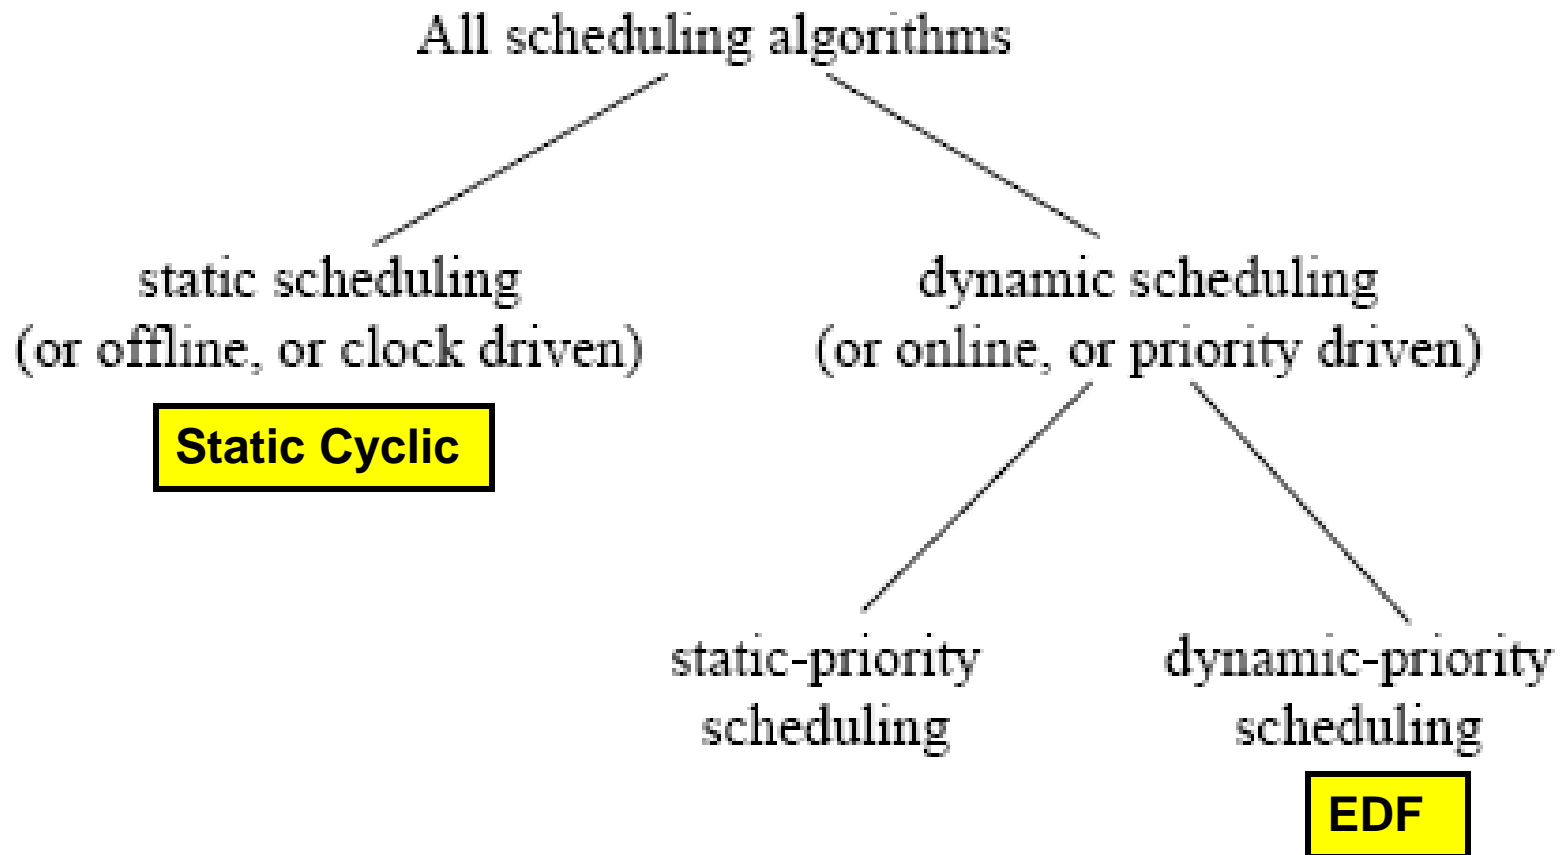 All scheduling algorithms
static scheduling
(or offline, or clock driven)
Static Cyclic
dynamic scheduling
(or online, or priority driven)
static-priority
scheduling
dynamic-priority
scheduling
EDF